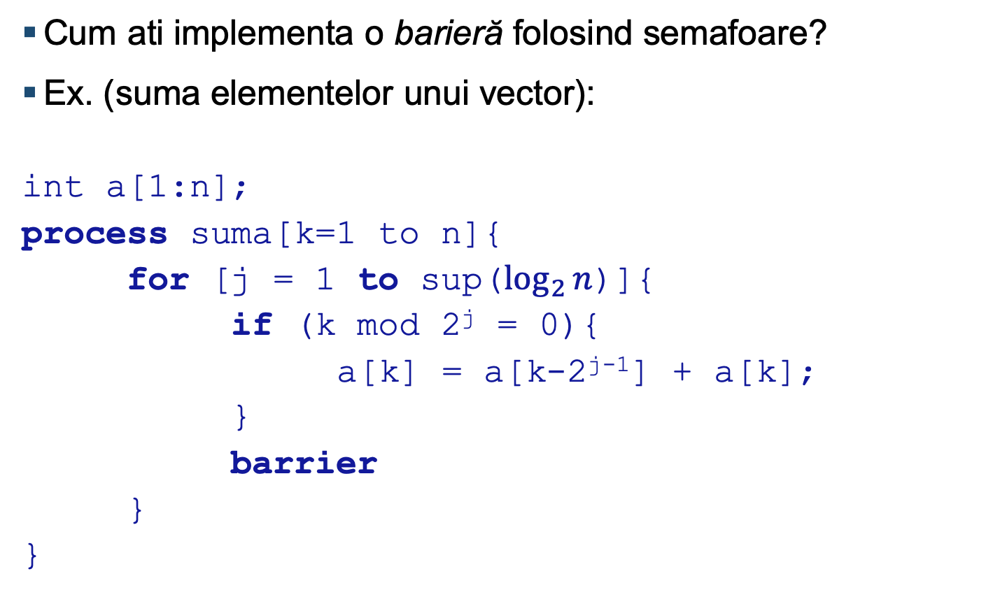 ▪ Cum ati implementa o barieră folosind semafoare?
▪ Ex. (suma elementelor unui vector):
int a[1:n];
process suma[k=1 to n]{
for [j = 1 to sup(log₂ n)]{
if (k mod 2ʲ = 0){
a[k] = a[k-2ʲ⁻¹] + a[k];
}
barrier
}
}